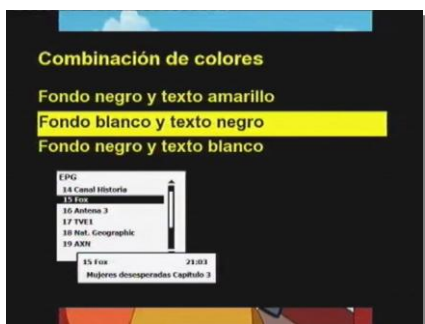 Combinación de colores
Fondo negro y texto amarillo
Fondo blanco y texto negro
Fondo negro y texto blanco
EPG
14 Canal Historia
15 Fox
16 Antena 3
17 TVE1
18 Nat. Geographic
19 AXN
15 Fox 21:03
Mujeres desesperadas Capítulo 3